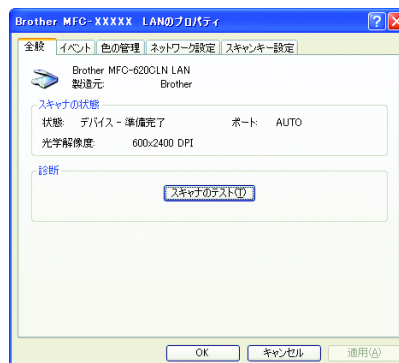 Brother MFC-XXXXX LANのプロパティ
全般 イベント 色の管理 ネットワーク設定 スキャンキー設定
Brother MFC-620CLN LAN
製造元: Brother
スキャナの状態
状態: デバイス - 準備完了 ポート: AUTO
光学解像度: 600x2400 DPI
診断
スキャナのテスト(T)
OK キャンセル 適用(A)